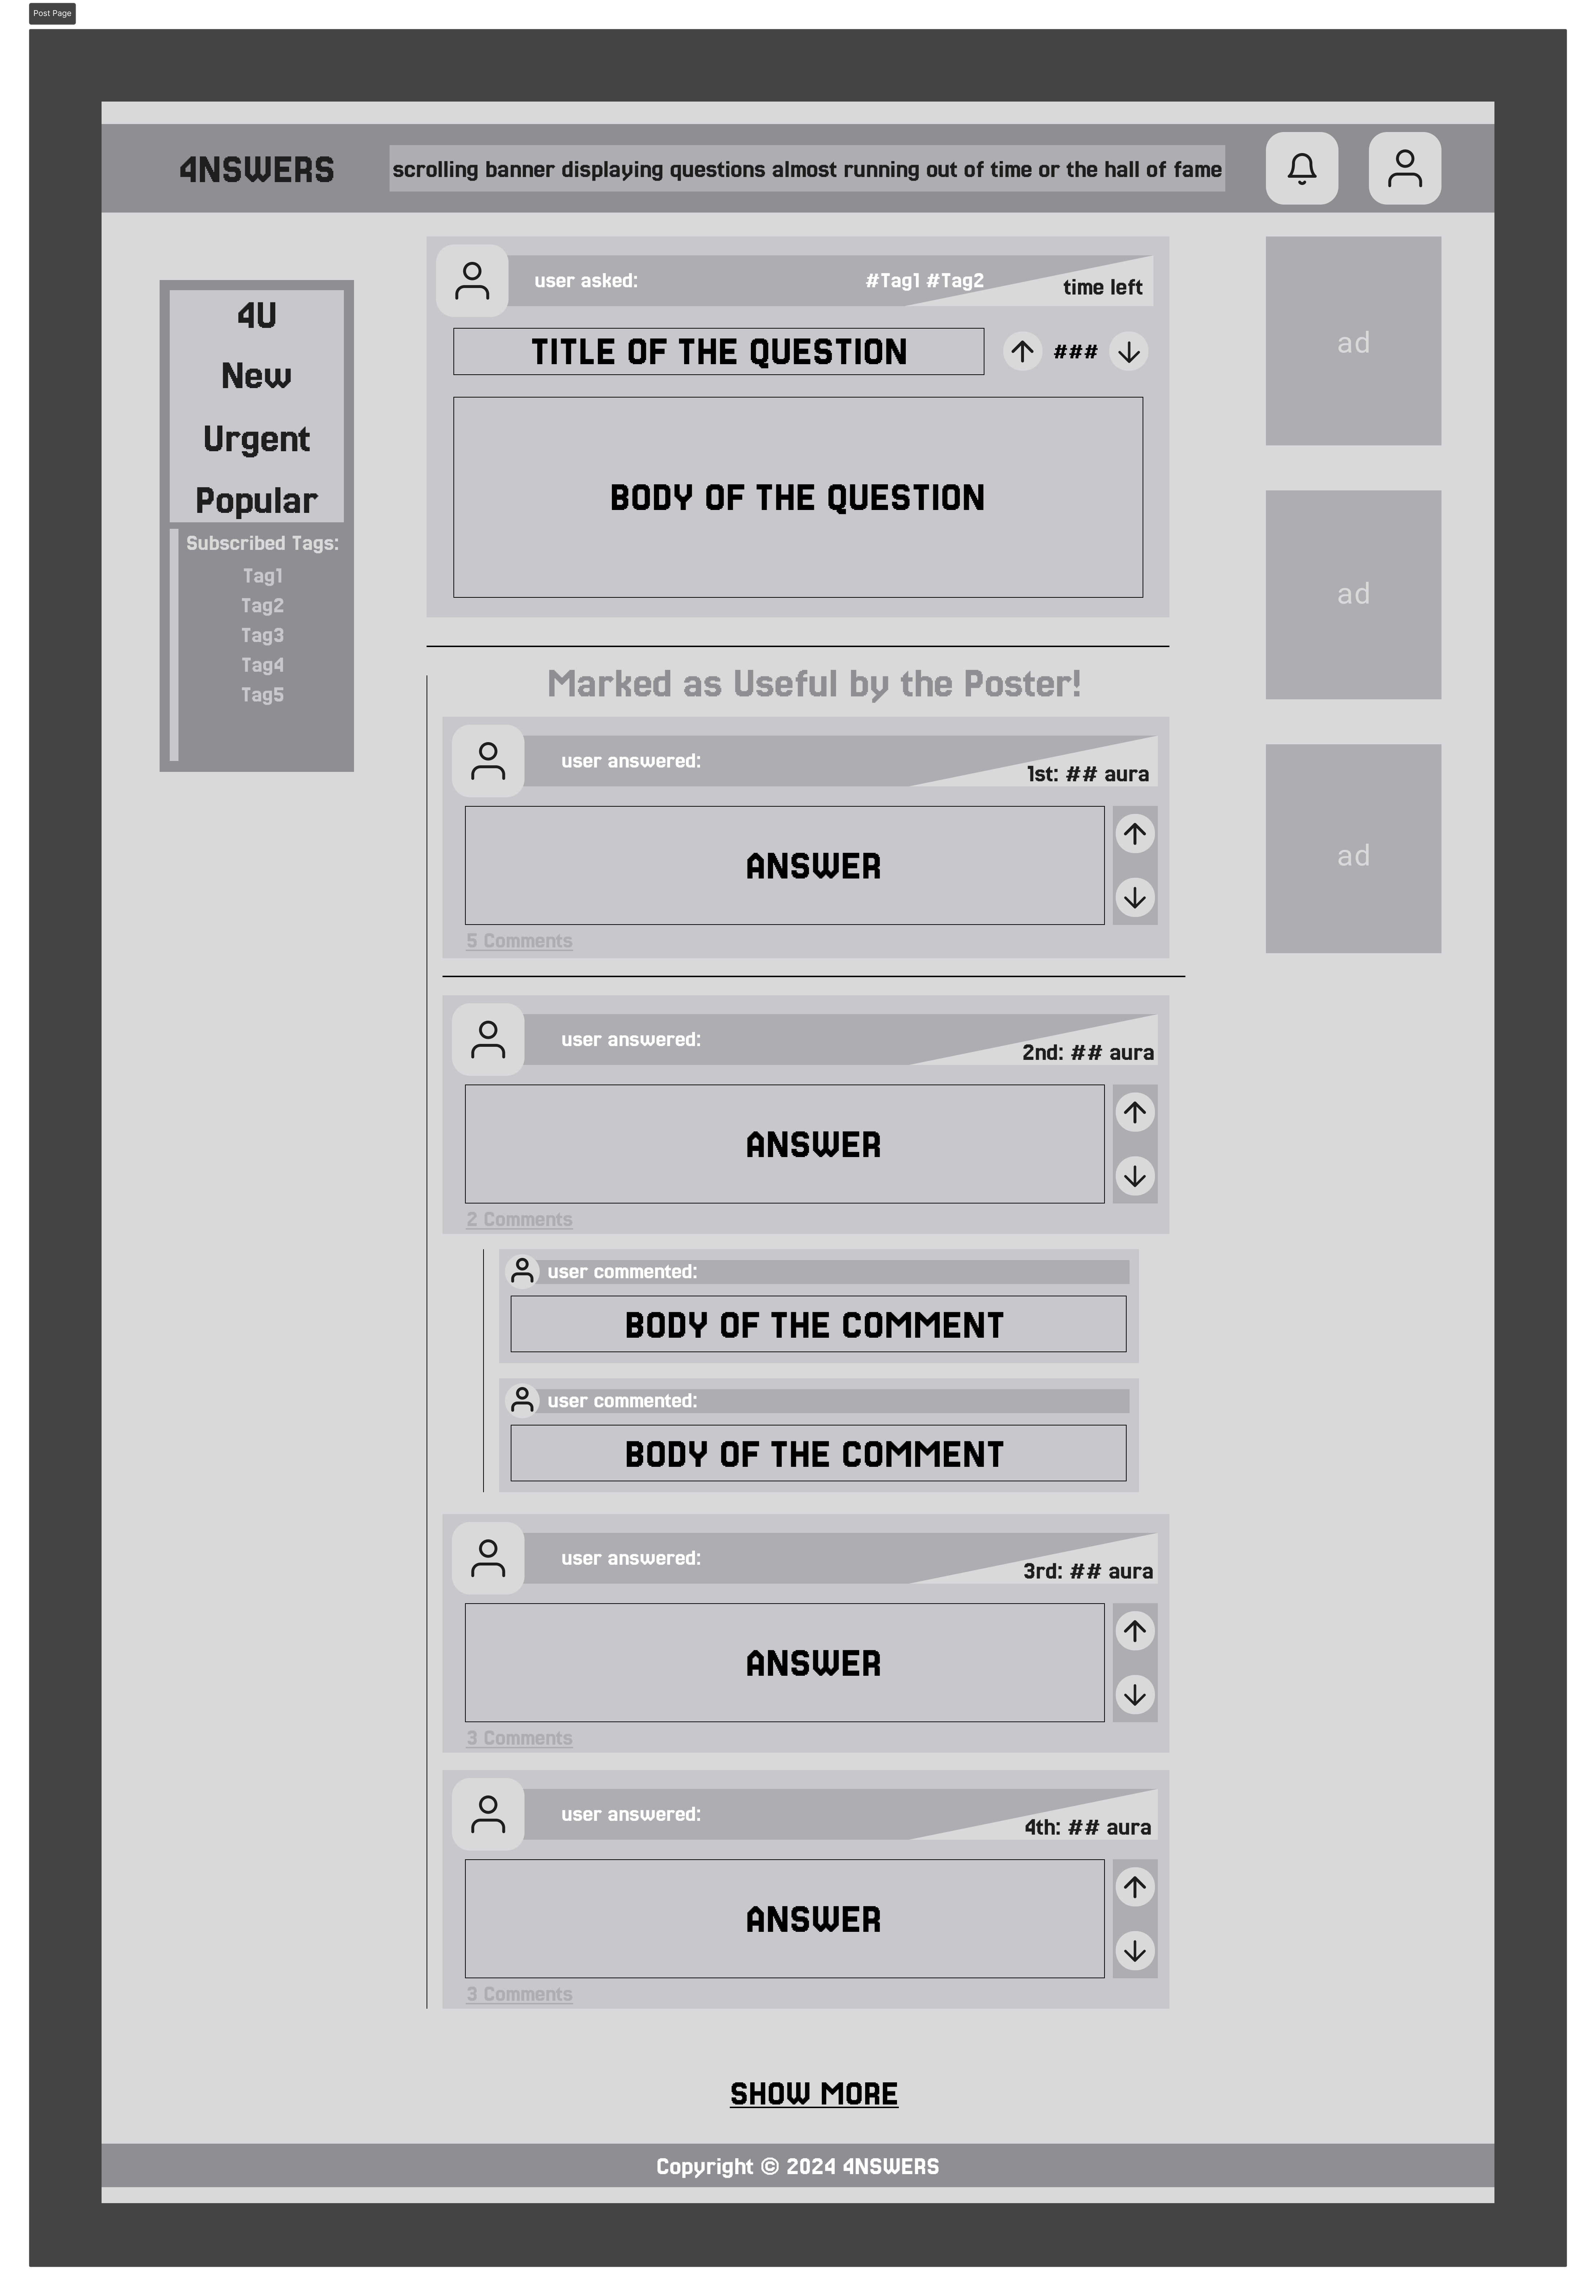 Post Page
4NSWERS
scrolling banner displaying questions almost running out of time or the hall of fame
4U
New
Urgent
Popular
Subscribed Tags:
Tag1
Tag2
Tag3
Tag4
Tag5
user asked:
#Tag1 #Tag2
time left
TITLE OF THE QUESTION
###
BODY OF THE QUESTION
Marked as Useful by the Poster!
user answered:
1st: ## aura
ANSWER
5 Comments
user answered:
2nd: ## aura
ANSWER
2 Comments
user commented:
BODY OF THE COMMENT
user commented:
BODY OF THE COMMENT
user answered:
3rd: ## aura
ANSWER
3 Comments
user answered:
4th: ## aura
ANSWER
3 Comments
SHOW MORE
ad
ad
ad
Copyright © 2024 4NSWERS